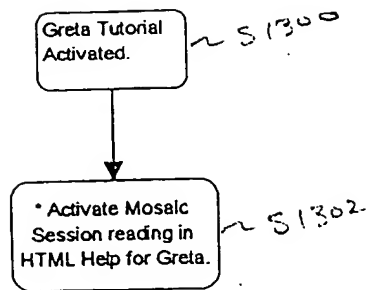 Greta Tutorial
Activated.
~ S1300
* Activate Mosaic
Session reading in
HTML Help for Greta.
~ S1302